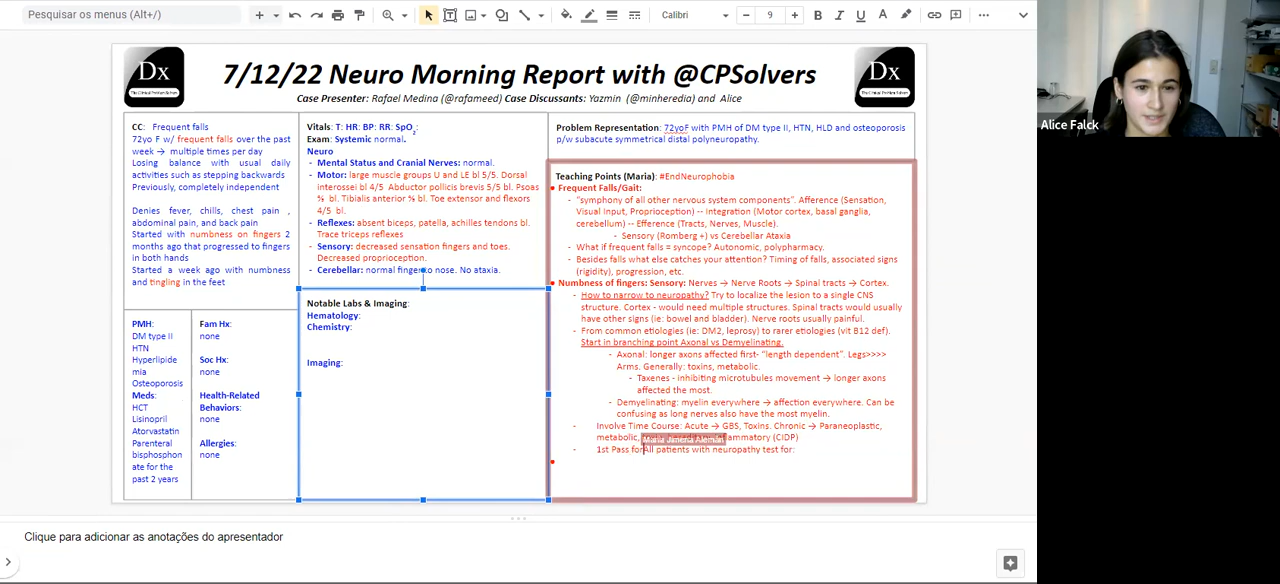 Pesquisar os menus (Alt+/)
Calibri
9
B
I
U
A
Dx
7/12/22 Neuro Morning Report with @CPSolvers
Case Presenter: Rafael Medina (@rafameed) Case Discussants: Yazmin (@minheredia) and Alice
Dx
CC: Frequent falls
72yo F w/ frequent falls over the past
week → multiple times per day
Losing balance with usual daily
activities such as stepping backwards
Previously, completely independent
Denies fever, chills, chest pain ,
abdominal pain, and back pain
Started with numbness on fingers 2
months ago that progressed to fingers
in both hands
Started a week ago with numbness
and tingling in the feet
PMH:
DM type II
HTN
Hyperlipide
mia
Osteoporosis
Meds:
HCT
Lisinopril
Atorvastatin
Parenteral
bisphosphon
ate for the
past 2 years
Fam Hx:
none
Soc Hx:
none
Health-Related
Behaviors:
none
Allergies:
none
Vitals: T: HR: BP: RR: SpO2:
Exam: Systemic normal.
Neuro
- Mental Status and Cranial Nerves: normal.
- Motor: large muscle groups U and LE bl 5/5. Dorsal
interossei bl 4/5 Abductor pollicis brevis 5/5 bl. Psoas
bl. Tibialis anterior bl. Toe extensor and flexors
4/5 bl.
- Reflexes: absent biceps, patella, achilles tendons bl.
Trace triceps reflexes
- Sensory: decreased sensation fingers and toes.
Decreased proprioception.
- Cerebellar: normal finger to nose. No ataxia.
Notable Labs & Imaging:
Hematology:
Chemistry:
Imaging:
Problem Representation: 72yoF with PMH of DM type II, HTN, HLD and osteoporosis
p/w subacute symmetrical distal polyneuropathy.
Teaching Points (Maria): #EndNeurophobia
● Frequent Falls/Gait:
- “symphony of all other nervous system components”. Afference (Sensation,
Visual Input, Proprioception) -- Integration (Motor cortex, basal ganglia,
cerebellum) -- Efference (Tracts, Nerves, Muscle).
- Sensory (Romberg +) vs Cerebellar Ataxia
- What if frequent falls = syncope? Autonomic, polypharmacy.
- Besides falls what else catches your attention? Timing of falls, associated signs
(rigidity), progression, etc.
● Numbness of fingers: Sensory: Nerves → Nerve Roots → Spinal tracts → Cortex.
- How to narrow to neuropathy? Try to localize the lesion to a single CNS
structure. Cortex - would need multiple structures. Spinal tracts would usually
have other signs (ie: bowel and bladder). Nerve roots usually painful.
- From common etiologies (ie: DM2, leprosy) to rarer etiologies (vit B12 def).
Start in branching point Axonal vs Demyelinating.
- Axonal: longer axons affected first- “length dependent”. Legs>>>>
Arms. Generally: toxins, metabolic.
- Taxenes - inhibiting microtubules movement → longer axons
affected the most.
- Demyelinating: myelin everywhere → affection everywhere. Can be
confusing as long nerves also have the most myelin.
- Involve Time Course: Acute → GBS, Toxins. Chronic → Paraneoplastic,
metabolic, inflammatory (CIDP)
- 1st Pass for All patients with neuropathy test for:
Alice Falck
Clique para adicionar as anotações do apresentador